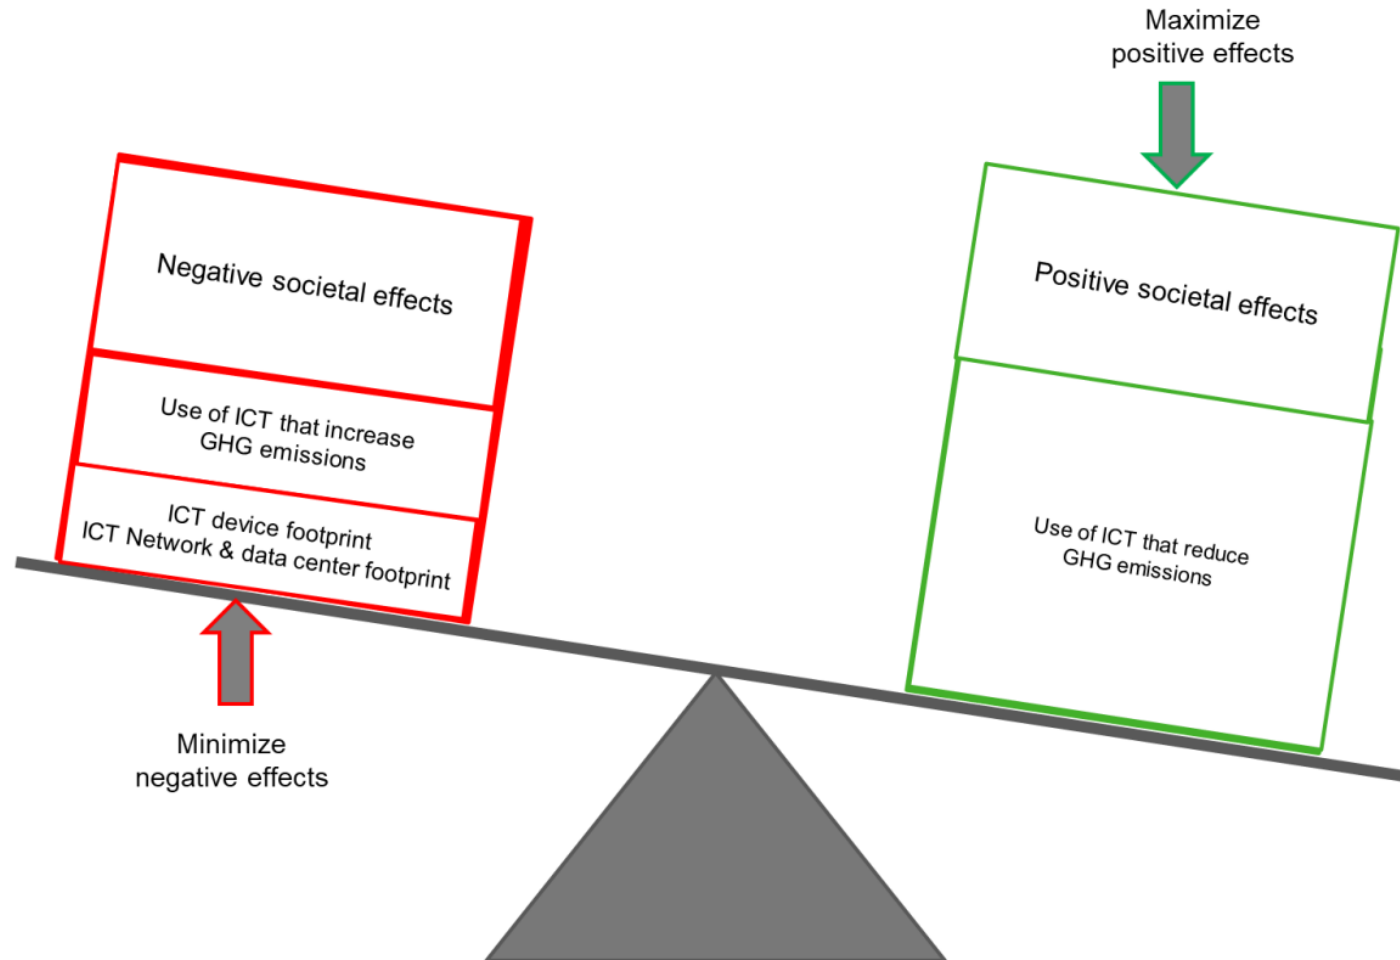 Maximize
positive effects
Negative societal effects
Use of ICT that increase
GHG emissions
ICT device footprint
ICT Network & data center footprint
Minimize
negative effects
Positive societal effects
Use of ICT that reduce
GHG emissions